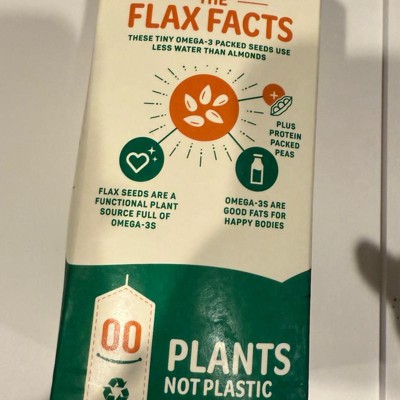 THE
FLAX FACTS
THESE TINY OMEGA-3 PACKED SEEDS USE
LESS WATER THAN ALMONDS
PLUS
PROTEIN
PACKED
PEAS
FLAX SEEDS ARE A
FUNCTIONAL PLANT
SOURCE FULL OF
OMEGA-3S
OMEGA-3S ARE
GOOD FATS FOR
HAPPY BODIES
00
PLANTS
NOT PLASTIC